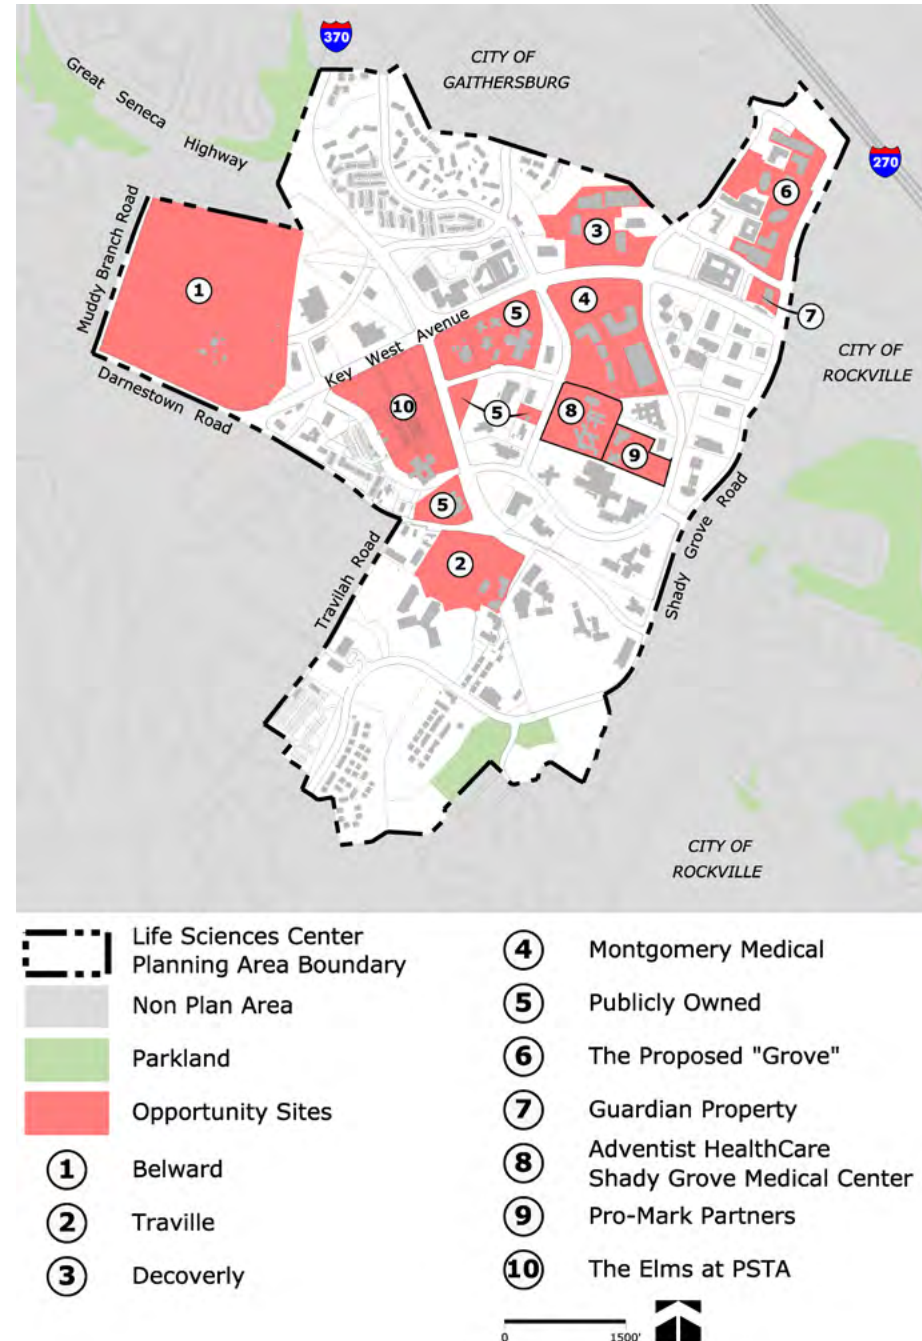 370
CITY OF
GAITHERSBURG
Great Seneca Highway
270
6
3
Muddy Branch Road
1
4
7
5
Key West Avenue
CITY OF
ROCKVILLE
Darnestown Road
10
5
8
9
5
Shady Grove Road
2
Travilah Road
CITY OF
ROCKVILLE
Life Sciences Center
Planning Area Boundary
Non Plan Area
Parkland
Opportunity Sites
1 Belward
2 Traville
3 Decoverly
4 Montgomery Medical
5 Publicly Owned
6 The Proposed "Grove"
7 Guardian Property
8 Adventist HealthCare
Shady Grove Medical Center
9 Pro-Mark Partners
10 The Elms at PSTA
0 1500'